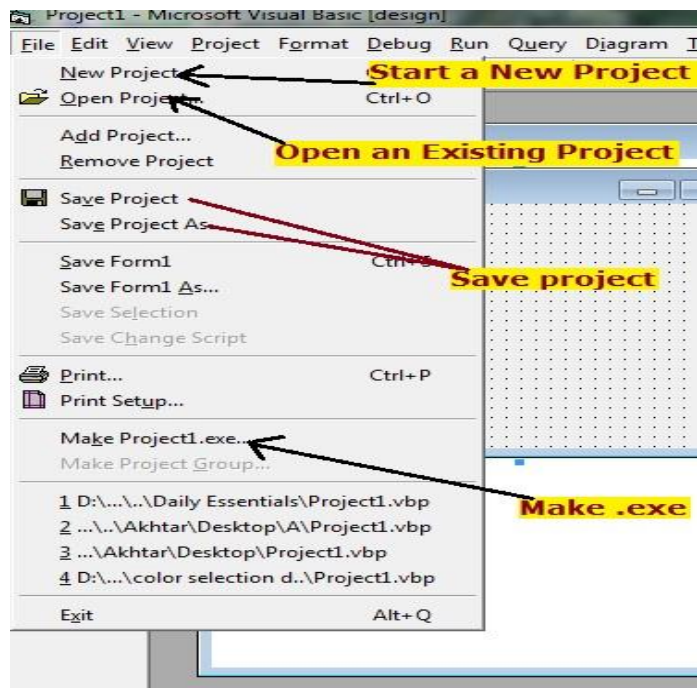 Project1 - Microsoft Visual Basic [design]
File Edit View Project Format Debug Run Query Diagram
New Project Start a New Project
Open Project... Ctrl+O
Add Project...
Open an Existing Project
Remove Project
Save Project
Save Project As
Save Form1
Save project
Save Form1 As...
Save Selection
Save Change Script
Print... Ctrl+P
Print Setup...
Make Project1.exe...
Make Project Group...
1 D:\...\..\Daily Essentials\Project1.vbp
Make .exe
2 ...\..\Akhtar\Desktop\A\Project1.vbp
3 ...\Akhtar\Desktop\Project1.vbp
4 D:\...\color selection d..\Project1.vbp
Exit Alt+Q